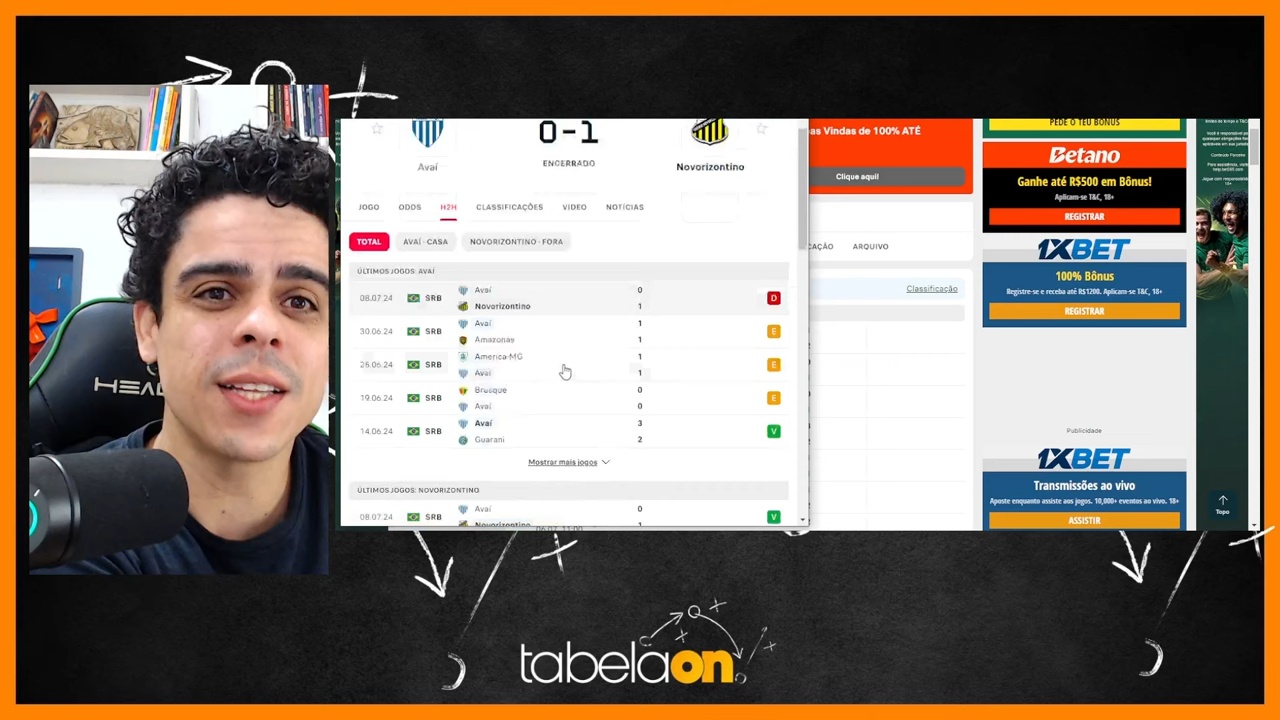 0-1
ENCERRADO
Avaí
Novorizontino
JOGO ODDS H2H CLASSIFICAÇÕES VÍDEO NOTÍCIAS
TOTAL AVAÍ - CASA NOVORIZONTINO - FORA
ÚLTIMOS JOGOS: AVAÍ
08.07.24 SRB Avaí 0
Novorizontino 1 D
30.06.24 SRB Avaí 1
Amazonas 1 E
26.06.24 SRB America-MG 1
Avaí 1 E
19.06.24 SRB Brusque 0
Avaí 0 E
14.06.24 SRB Avaí 3
Guarani 2 V
Mostrar mais jogos
ÚLTIMOS JOGOS: NOVORIZONTINO
08.07.24 SRB Avaí 0
Novorizontino 1 V
as Vindas de 100% ATÉ
Clique aqui!
AÇÃO ARQUIVO
Classificação
PEDE O TEU BÓNUS
Betano
Ganhe até R$500 em Bônus!
Aplicam-se T&C, 18+
REGISTRAR
1XBET
100% Bônus
Registre-se e receba até R$1200. Aplicam-se T&C, 18+
REGISTRAR
Publicidade
1XBET
Transmissões ao vivo
Aposte enquanto assiste aos jogos. 10,000+ eventos ao vivo. 18+
ASSISTIR
Topo
HEAD
tabelaon